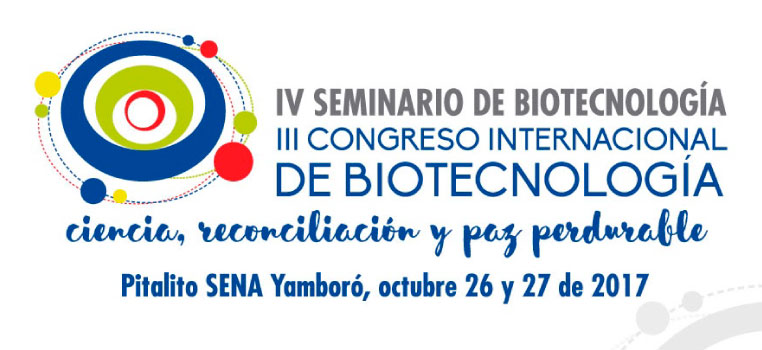 IV SEMINARIO DE BIOTECNOLOGÍA
III CONGRESO INTERNACIONAL
DE BIOTECNOLOGÍA
ciencia, reconciliación y paz perdurable
Pitalito SENA Yamboró, octubre 26 y 27 de 2017